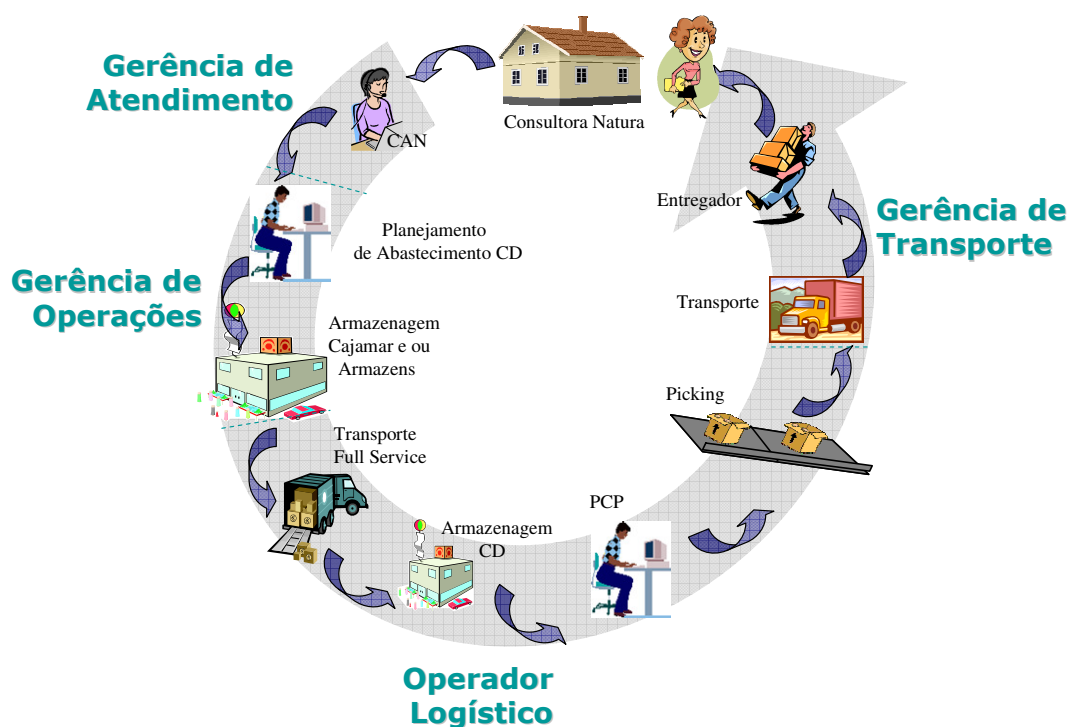 Gerência de
Atendimento
Consultora Natura
CAN
Entregador
Gerência de
Transporte
Planejamento
de Abastecimento CD
Gerência de
Operações
Transporte
Armazenagem
Cajamar e ou
Armazens
Picking
Transporte
Full Service
PCP
Armazenagem
CD
Operador
Logístico